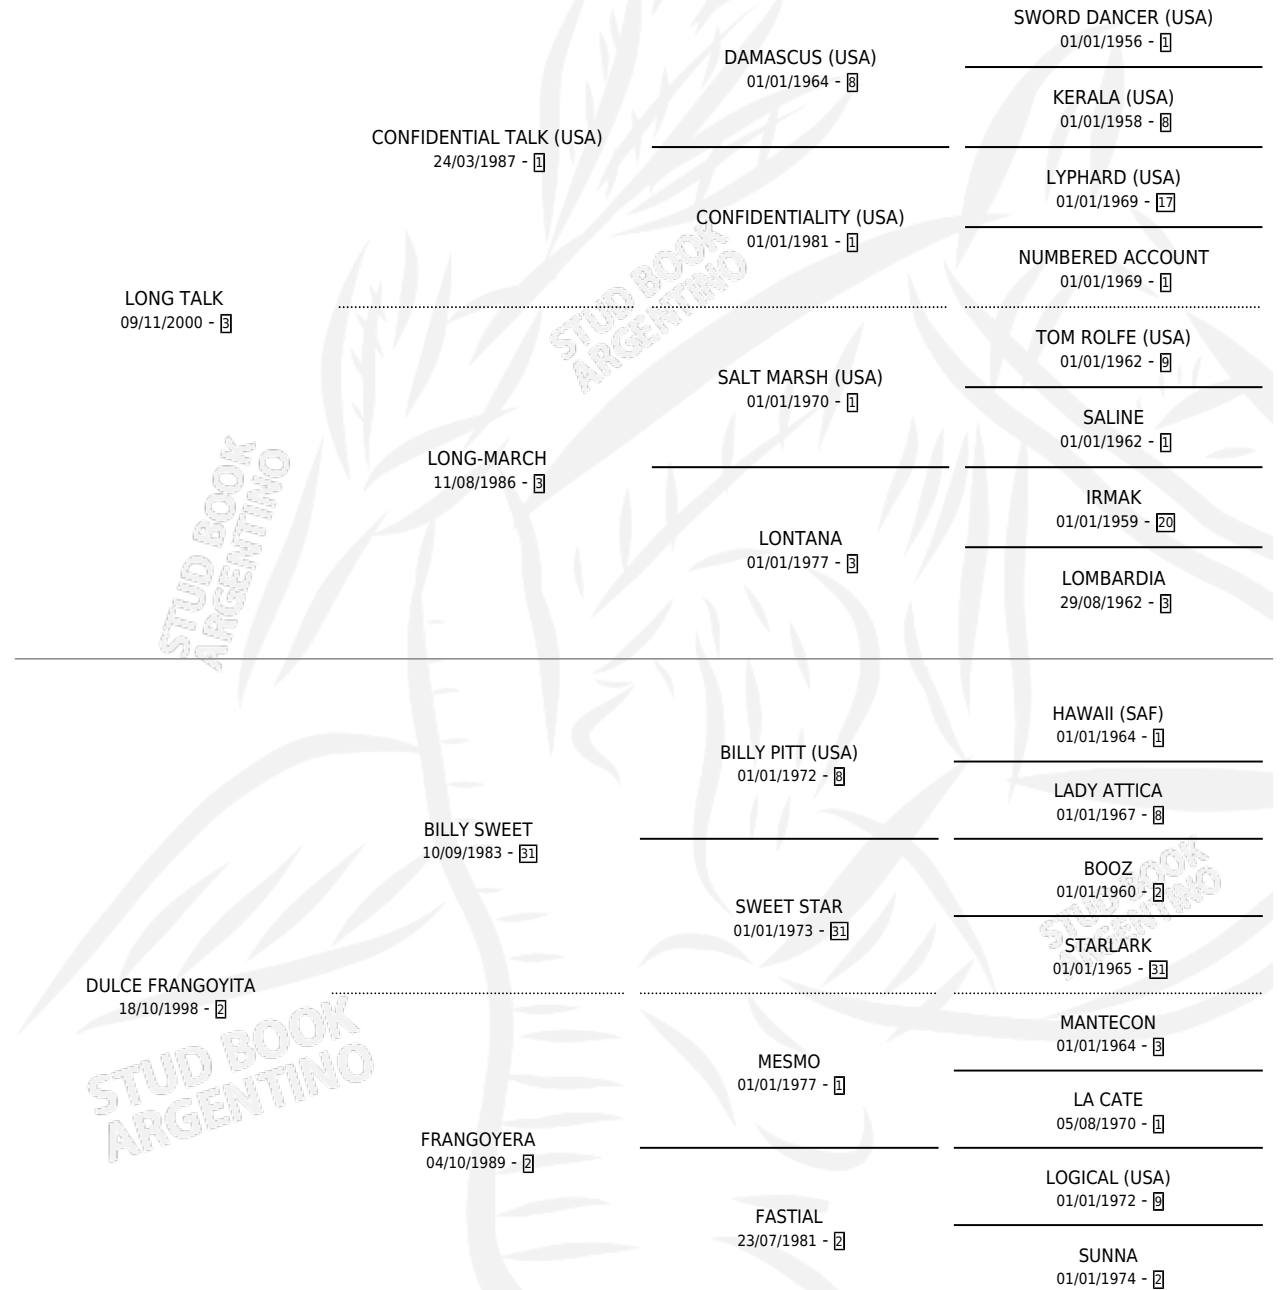 SWORD DANCER (USA)
01/01/1956 - 1
DAMASCUS (USA)
01/01/1964 - 8
KERALA (USA)
01/01/1958 - 8
CONFIDENTIAL TALK (USA)
24/03/1987 - 1
LYPHARD (USA)
01/01/1969 - 17
CONFIDENTIALITY (USA)
01/01/1981 - 1
NUMBERED ACCOUNT
01/01/1969 - 1
LONG TALK
09/11/2000 - 3
TOM ROLFE (USA)
01/01/1962 - 9
SALT MARSH (USA)
01/01/1970 - 1
SALINE
01/01/1962 - 1
LONG-MARCH
11/08/1986 - 3
IRMAK
01/01/1959 - 20
LONTANA
01/01/1977 - 3
LOMBARDIA
29/08/1962 - 3
HAWAII (SAF)
01/01/1964 - 1
BILLY PITT (USA)
01/01/1972 - 8
LADY ATTICA
01/01/1967 - 8
BILLY SWEET
10/09/1983 - 31
BOOZ
01/01/1960 - 2
SWEET STAR
01/01/1973 - 31
STARLARK
01/01/1965 - 31
DULCE FRANGOYITA
18/10/1998 - 2
MANTECON
01/01/1964 - 3
MESMO
01/01/1977 - 1
LA CATE
05/08/1970 - 1
FRANGOYERA
04/10/1989 - 2
LOGICAL (USA)
01/01/1972 - 9
FASTIAL
23/07/1981 - 2
SUNNA
01/01/1974 - 2
STUD BOOK
ARGENTINO
STUD BOOK
ARGENTINO
STUD BOOK
ARGENTINO
STUD BOOK
ARGENTINO